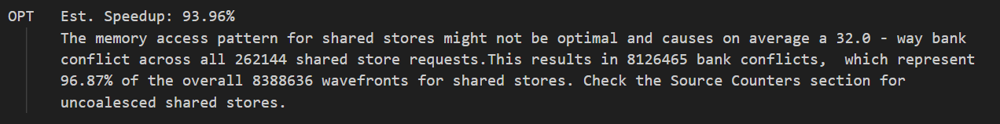 OPT Est. Speedup: 93.96%
The memory access pattern for shared stores might not be optimal and causes on average a 32.0 - way bank
conflict across all 262144 shared store requests.This results in 8126465 bank conflicts,  which represent
96.87% of the overall 8388636 wavefronts for shared stores. Check the Source Counters section for
uncoalesced shared stores.